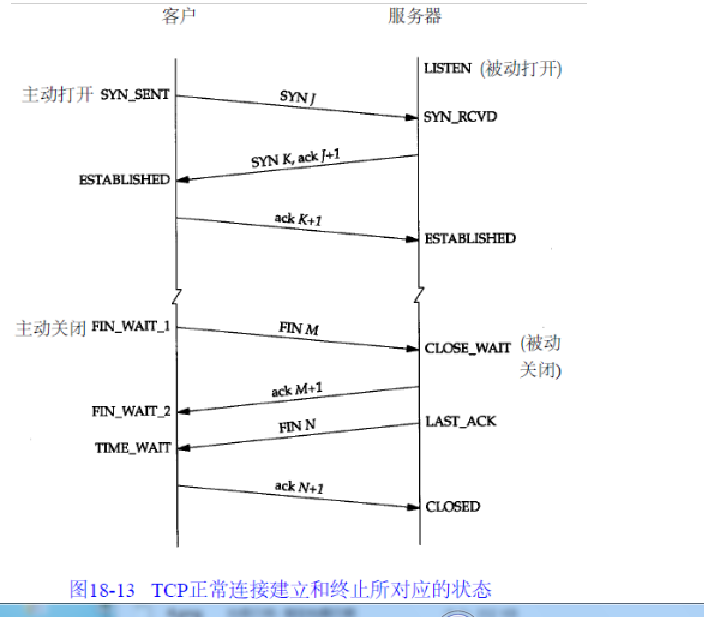 客户 服务器
LISTEN (被动打开)
主动打开 SYN_SENT SYN J
SYN_RCVD
SYN K, ack J+1
ESTABLISHED
ack K+1
ESTABLISHED
主动关闭 FIN_WAIT_1 FIN M
CLOSE_WAIT (被动
关闭)
ack M+1
FIN_WAIT_2
FIN N LAST_ACK
TIME_WAIT
ack N+1
CLOSED
图18-13 TCP正常连接建立和终止所对应的状态